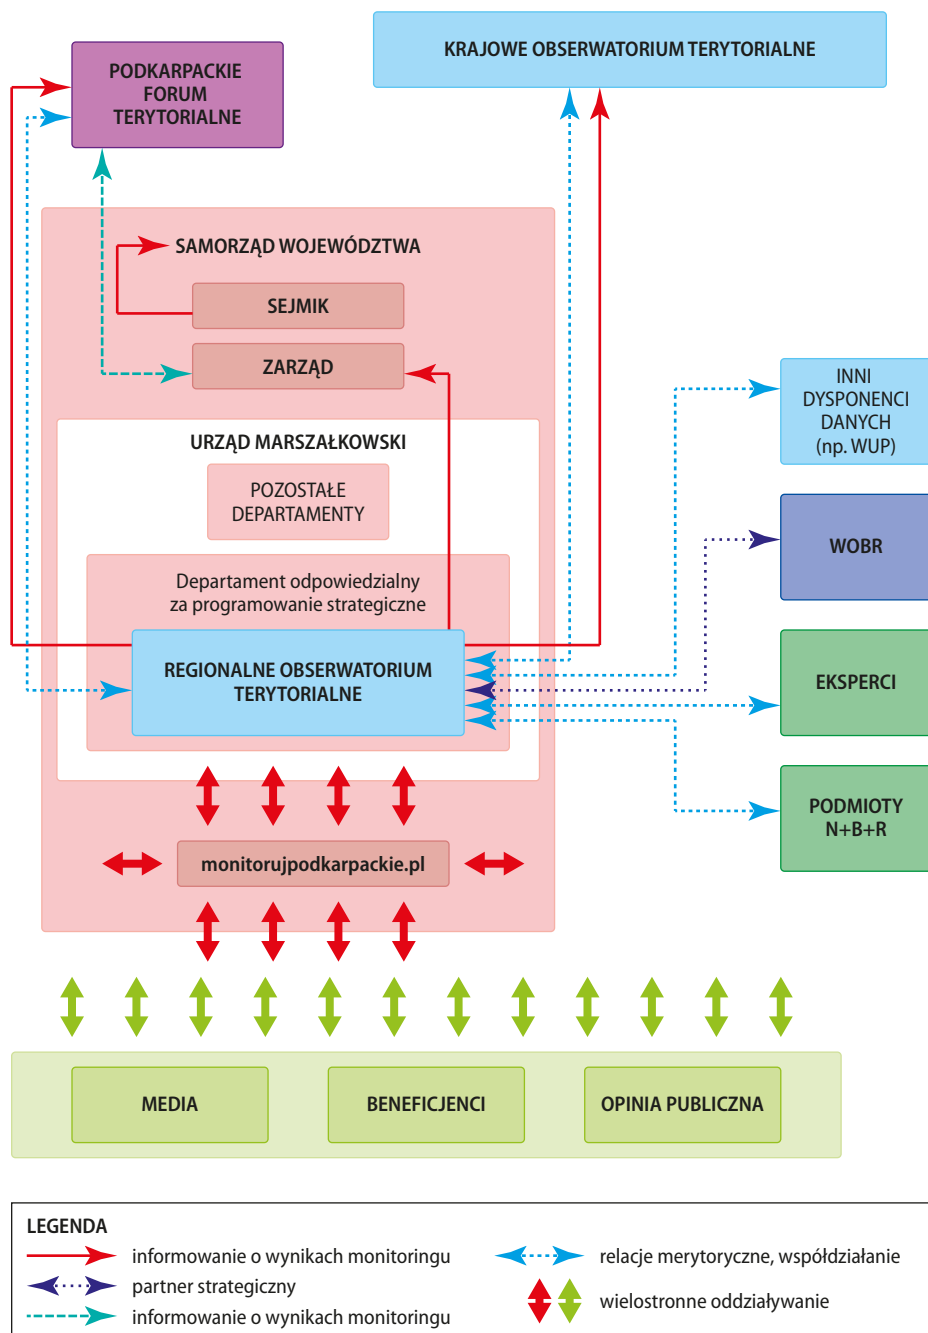 PODKARPACKIE
FORUM
TERYTORIALNE
KRAJOWE OBSERWATORIUM TERYTORIALNE
SAMORZĄD WOJEWÓDZTWA
SEJMIK
ZARZĄD
URZĄD MARSZAŁKOWSKI
POZOSTAŁE
DEPARTAMENTY
Departament odpowiedzialny
za programowanie strategiczne
REGIONALNE OBSERWATORIUM
TERYTORIALNE
INNI
DYSPONENCI
DANYCH
(np. WUP)
WOBR
EKSPERCI
PODMIOTY
N+B+R
monitorujpodkarpackie.pl
MEDIA
BENEFICJENCI
OPINIA PUBLICZNA
LEGENDA
informowanie o wynikach monitoringu
partner strategiczny
informowanie o wynikach monitoringu
relacje merytoryczne, współdziałanie
wielostronne oddziaływanie